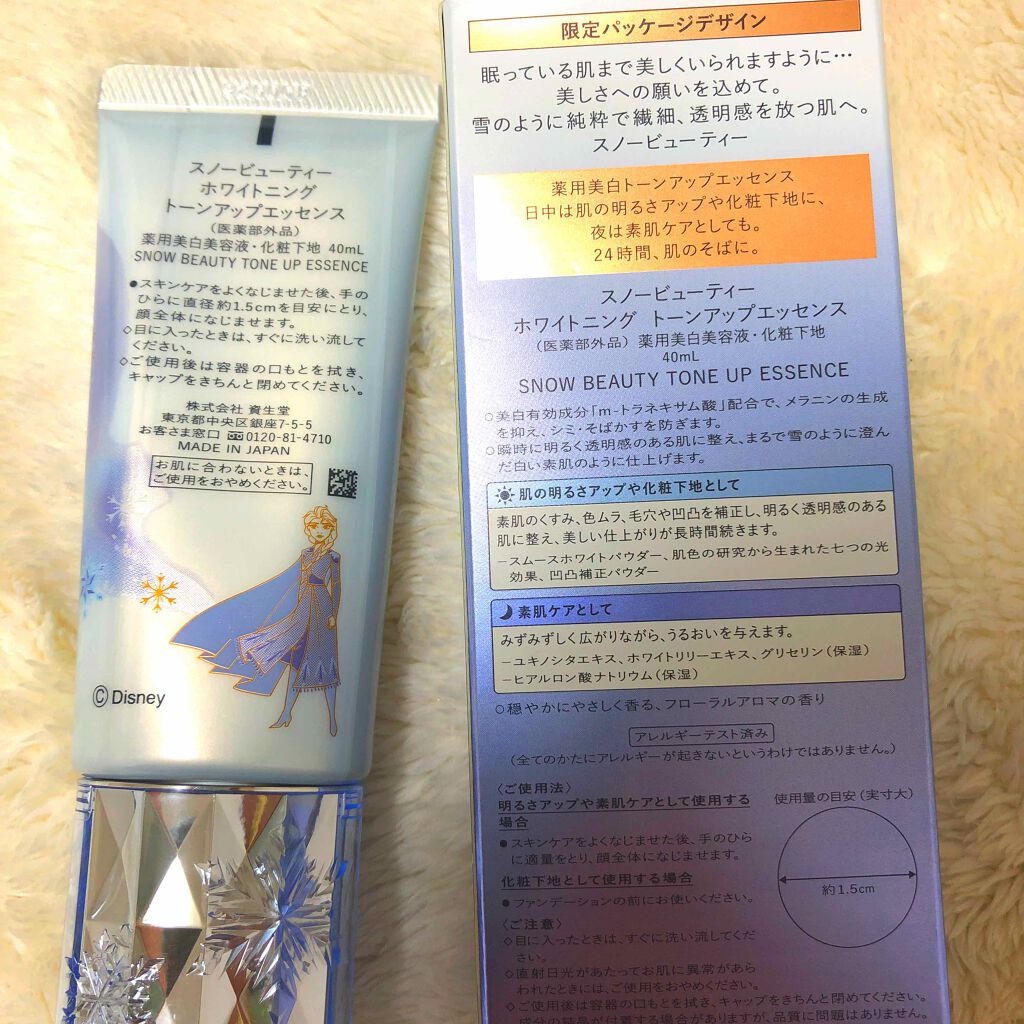 スノービューティー
ホワイトニング
トーンアップエッセンス
（医薬部外品）
薬用美白美容液・化粧下地 40mL
SNOW BEAUTY TONE UP ESSENCE
●スキンケアをよくなじませた後、手の
ひらに直径約1.5cmを目安にとり、
顔全体になじませます。
◇目に入ったときは、すぐに洗い流して
ください。
◇ご使用後は容器の口もとを拭き、
キャップをきちんと閉めてください。
株式会社 資生堂
東京都中央区銀座7-5-5
お客さま窓口 0120-81-4710
MADE IN JAPAN
お肌に合わないときは、
ご使用をおやめください。
©Disney
限定パッケージデザイン
眠っている肌まで美しくいられますように…
美しさへの願いを込めて。
雪のように純粋で繊細、透明感を放つ肌へ。
スノービューティー
薬用美白トーンアップエッセンス
日中は肌の明るさアップや化粧下地に、
夜は素肌ケアとしても。
24時間、肌のそばに。
スノービューティー
ホワイトニング トーンアップエッセンス
（医薬部外品）薬用美白美容液・化粧下地
40mL
SNOW BEAUTY TONE UP ESSENCE
○美白有効成分「m-トラネキサム酸」配合で、メラニンの生成
を抑え、シミ・そばかすを防ぎます。
○瞬時に明るく透明感のある肌に整え、まるで雪のように澄ん
だ白い素肌のように仕上げます。
肌の明るさアップや化粧下地として
素肌のくすみ、色ムラ、毛穴や凹凸を補正し、明るく透明感のある
肌に整え、美しい仕上がりが長時間続きます。
−スムースホワイトパウダー、肌色の研究から生まれた七つの光
効果、凹凸補正パウダー
素肌ケアとして
みずみずしく広がりながら、うるおいを与えます。
−ユキノシタエキス、ホワイトリリーエキス、グリセリン（保湿）
−ヒアルロン酸ナトリウム（保湿）
○穏やかにやさしく香る、フローラルアロマの香り
アレルギーテスト済み
（全てのかたにアレルギーが起きないというわけではありません。）
〈ご使用法〉
明るさアップや素肌ケアとして使用する
場合
●スキンケアをよくなじませた後、手のひら
に適量をとり、顔全体になじませます。
化粧下地として使用する場合
●ファンデーションの前にお使いください。
使用量の目安（実寸大）
約1.5cm
〈ご注意〉
◇目に入ったときは、すぐに洗い流してくだ
さい。
◇直射日光があたってお肌に異常があら
われたときには、ご使用をおやめください。
◇ご使用後は容器の口もとを拭き、キャップをきちんと閉めてください。
成分の結晶が付着する場合がありますが、品質に問題はありません。